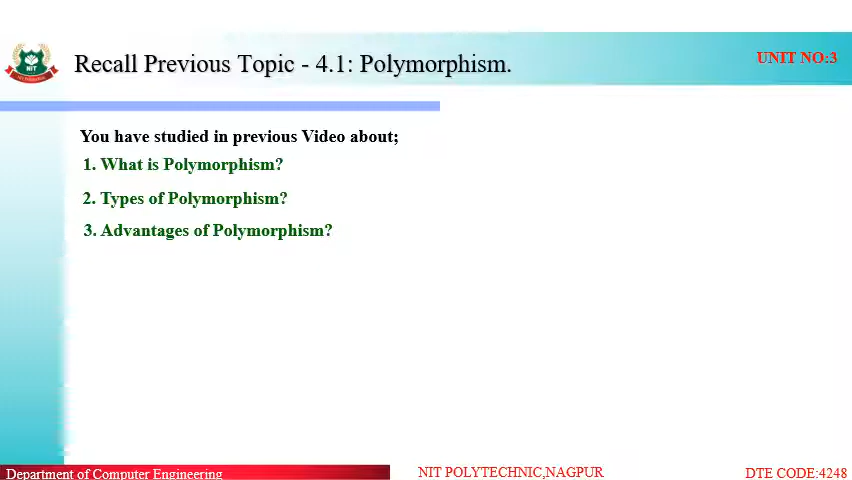 NIT
Recall Previous Topic - 4.1: Polymorphism.
UNIT NO:3
You have studied in previous Video about;
1. What is Polymorphism?
2. Types of Polymorphism?
3. Advantages of Polymorphism?
Department of Computer Engineering
NIT POLYTECHNIC,NAGPUR
DTE CODE:4248